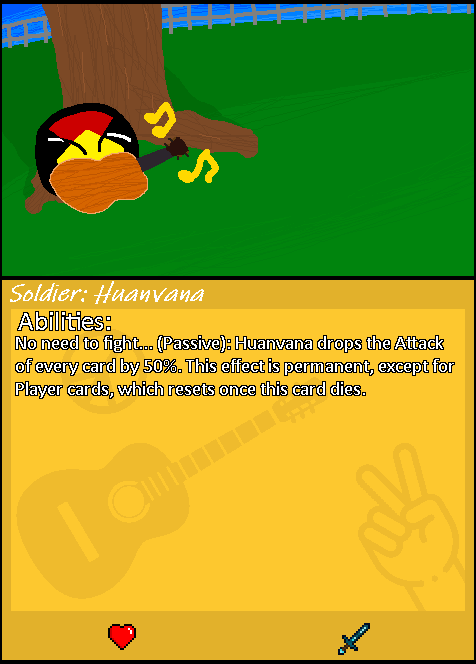 Soldier: Huanvana
Abilities:
No need to fight... (Passive): Huanvana drops the Attack
of every card by 50%. This effect is permanent, except for
Player cards, which resets once this card dies.